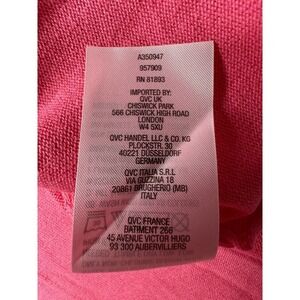 A350947
957909
RN 81893
IMPORTED BY:
QVC UK
CHISWICK PARK
566 CHISWICK HIGH ROAD
LONDON
W4 5XU
QVC HANDEL LLC & CO. KG
PLOCKSTR. 30
40221 DÜSSELDORF
GERMANY
QVC ITALIA S.R.L
VIA GUZZINA 18
20861 BRUGHERIO (MB)
ITALY
QVC FRANCE
BATIMENT 266
45 AVENUE VICTOR HUGO
93 300 AUBERVILLIERS